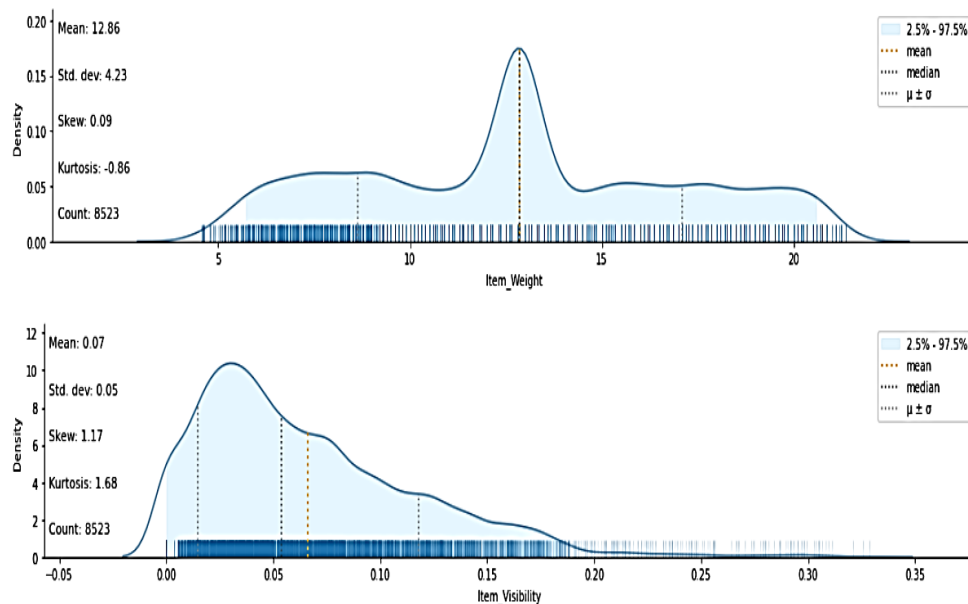 0.20
0.15
0.10
0.05
0.00
Density
Mean: 12.86
Std. dev: 4.23
Skew: 0.09
Kurtosis: -0.86
Count: 8523
2.5% - 97.5%
mean
median
μ ± σ
5 10 15 20
Item_Weight
12
10
8
6
4
2
0
Density
Mean: 0.07
Std. dev: 0.05
Skew: 1.17
Kurtosis: 1.68
Count: 8523
2.5% - 97.5%
mean
median
μ ± σ
−0.05 0.00 0.05 0.10 0.15 0.20 0.25 0.30 0.35
Item_Visibility